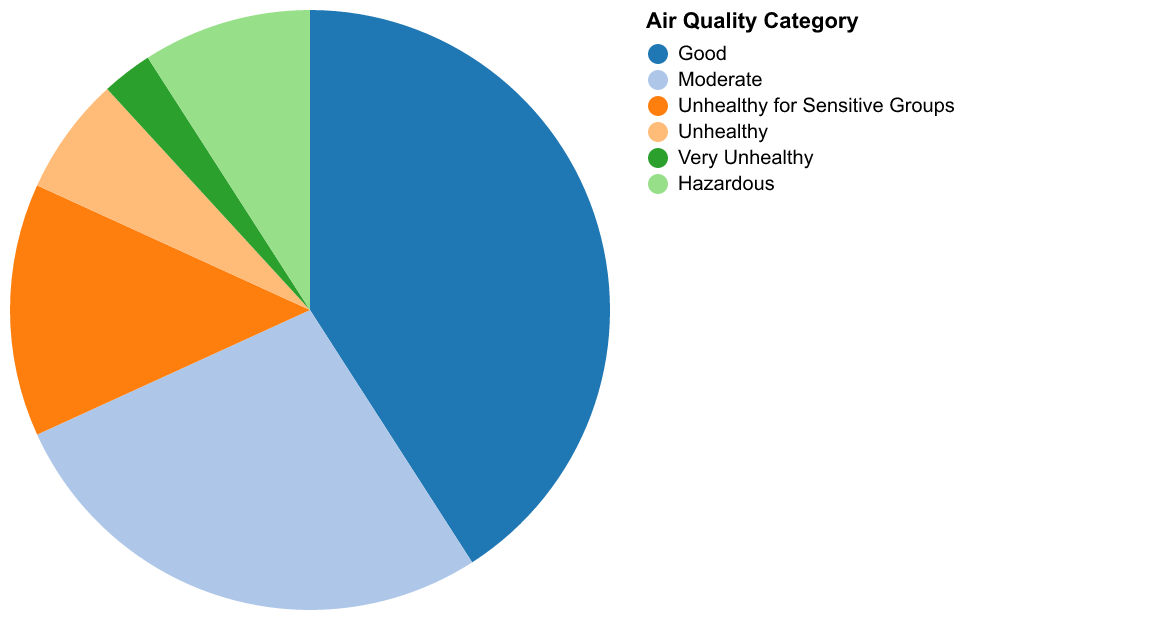 Air Quality Category
Good
Moderate
Unhealthy for Sensitive Groups
Unhealthy
Very Unhealthy
Hazardous